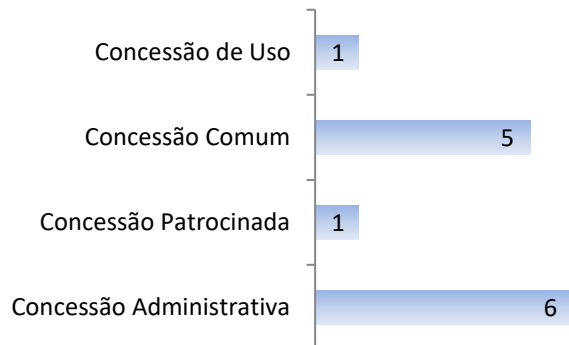 Concessão de Uso 1
Concessão Comum 5
Concessão Patrocinada 1
Concessão Administrativa 6